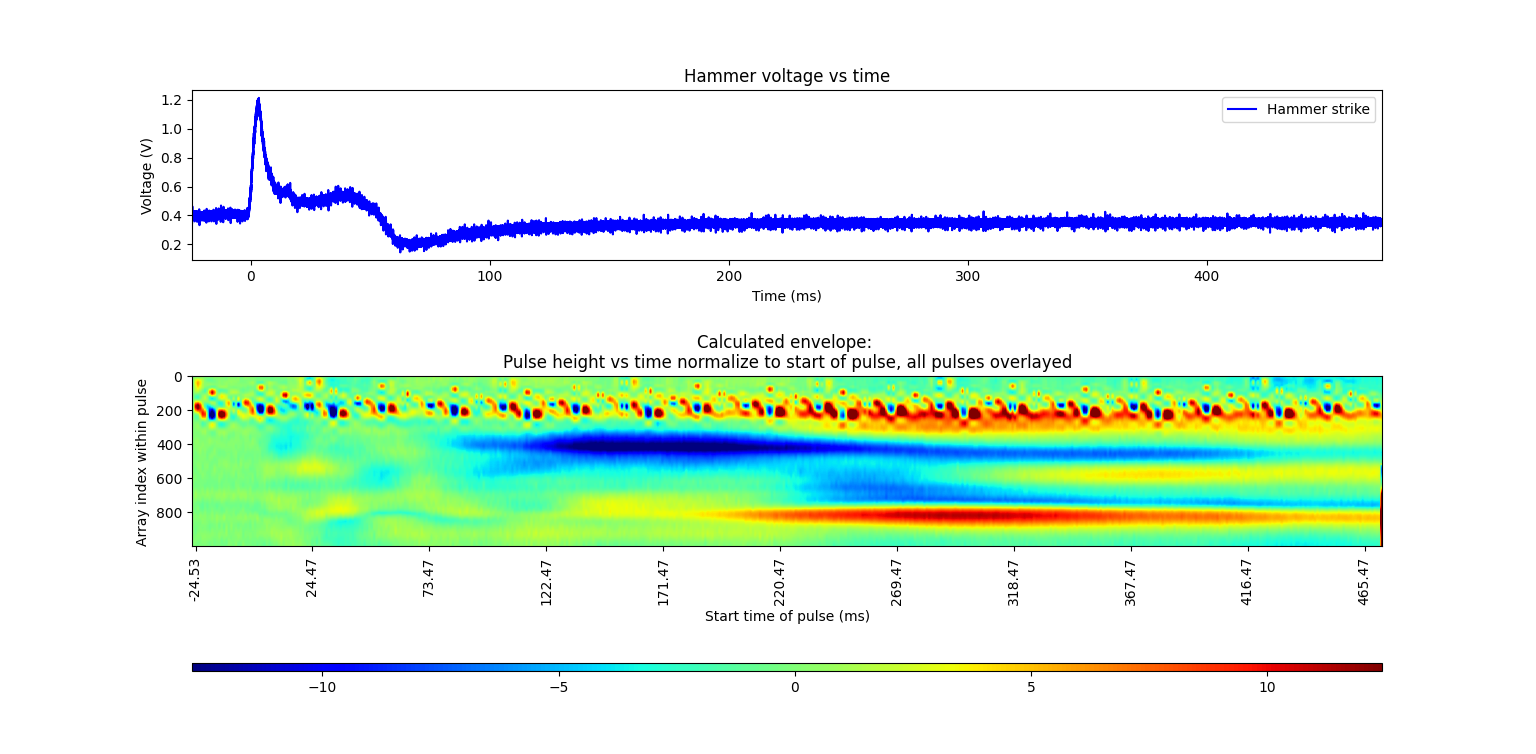 Hammer voltage vs time
Hammer strike
Voltage (V)
1.2
1.0
0.8
0.6
0.4
0.2
0 100 200 300 400
Time (ms)
Calculated envelope:
Pulse height vs time normalize to start of pulse, all pulses overlayed
Array index within pulse
0
200
400
600
800
-24.53 24.47 73.47 122.47 171.47 220.47 269.47 318.47 367.47 416.47 465.47
Start time of pulse (ms)
−10 −5 0 5 10